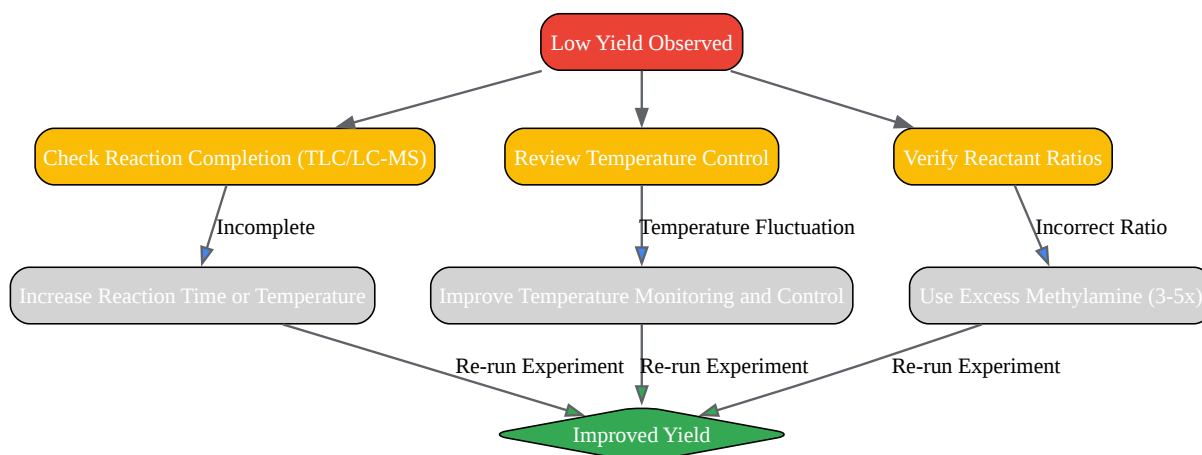 Low Yield Observed
Check Reaction Completion (TLC/LC-MS)
Review Temperature Control
Verify Reactant Ratios
Incomplete
Temperature Fluctuation
Incorrect Ratio
Increase Reaction Time or Temperature
Improve Temperature Monitoring and Control
Use Excess Methylamine (3-5x)
Re-run Experiment
Re-run Experiment
Re-run Experiment
Improved Yield